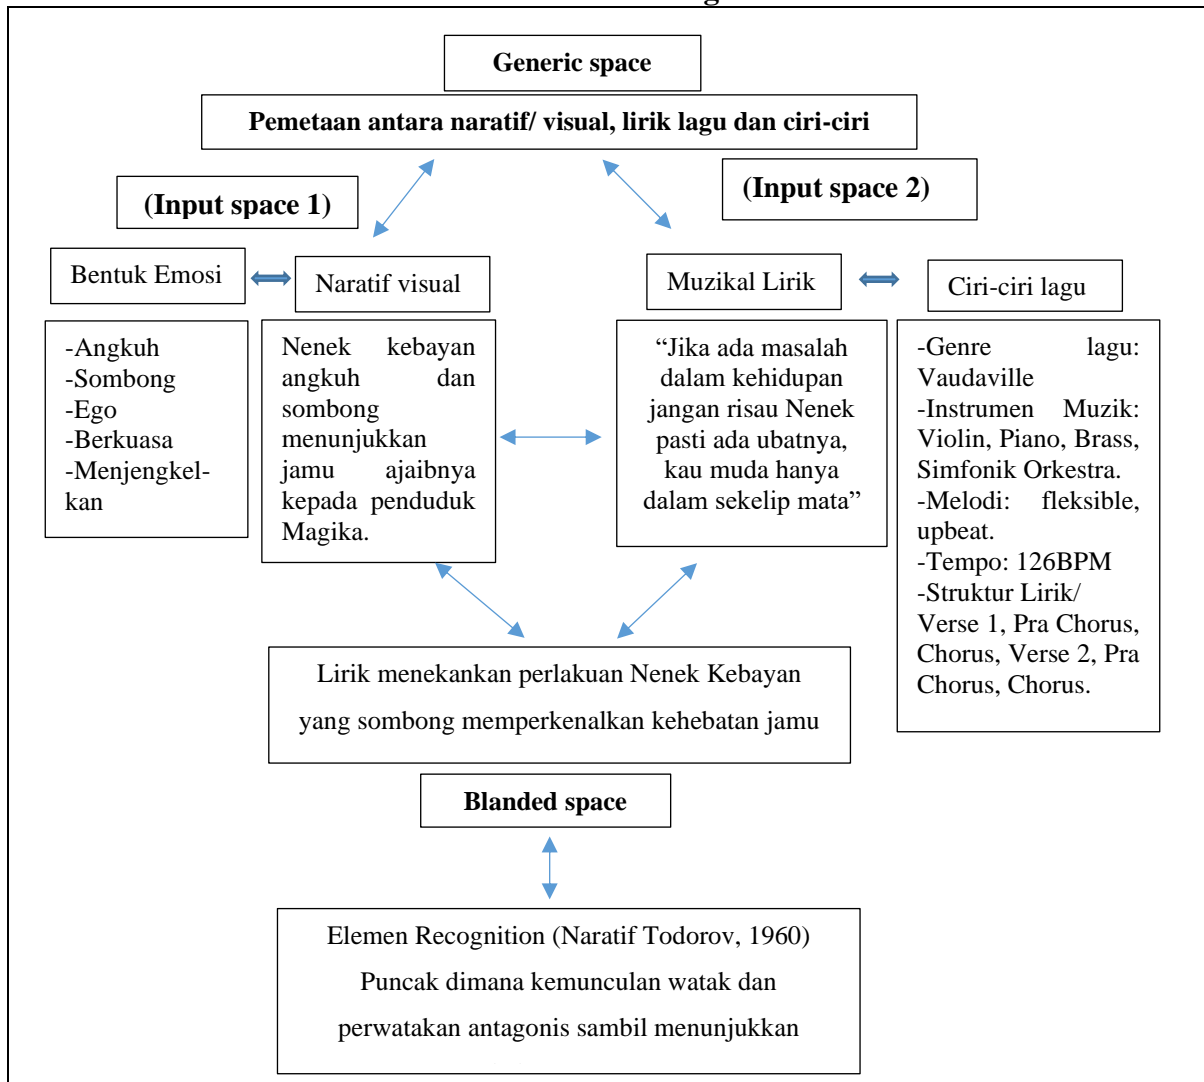 Generic space
Pemetaan antara naratif/ visual, lirik lagu dan ciri-ciri
(Input space 1)
(Input space 2)
Bentuk Emosi
Naratif visual
Muzikal Lirik
Ciri-ciri lagu
-Angkuh
-Sombong
-Ego
-Berkuasa
-Menjengkel-
kan
Nenek kebayan
angkuh dan
sombong
menunjukkan
jamu ajaibnya
kepada penduduk
Magika.
“Jika ada masalah
dalam kehidupan
jangan risau Nenek
pasti ada ubatnya,
kau muda hanya
dalam sekelip mata”
-Genre lagu:
Vaudaville
-Instrumen Muzik:
Violin, Piano, Brass,
Simfonik Orkestra.
-Melodi: fleksible,
upbeat.
-Tempo: 126BPM
-Struktur Lirik/
Verse 1, Pra Chorus,
Chorus, Verse 2, Pra
Chorus, Chorus.
Lirik menekankan perlakuan Nenek Kebayan
yang sombong memperkenalkan kehebatan jamu
Blanded space
Elemen Recognition (Naratif Todorov, 1960)
Puncak dimana kemunculan watak dan
perwatakan antagonis sambil menunjukkan